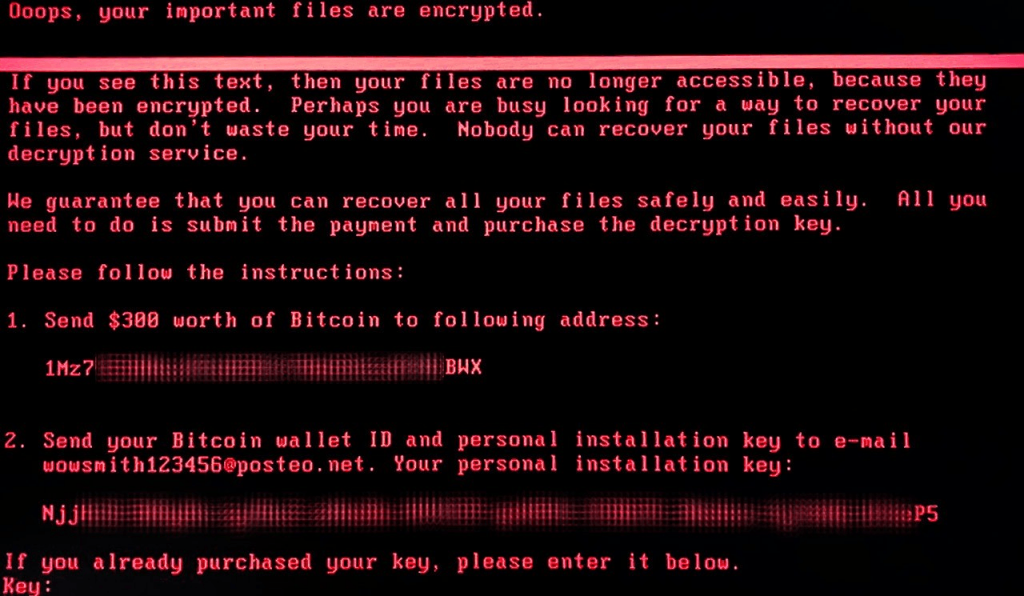 Ooops, your important files are encrypted.
If you see this text, then your files are no longer accessible, because they
have been encrypted.  Perhaps you are busy looking for a way to recover your
files, but don't waste your time.  Nobody can recover your files without our
decryption service.
We guarantee that you can recover all your files safely and easily.  All you
need to do is submit the payment and purchase the decryption key.
Please follow the instructions:
1. Send $300 worth of Bitcoin to following address:
1Mz7 BWX
2. Send your Bitcoin wallet ID and personal installation key to e-mail
wowsmith123456@posteo.net. Your personal installation key:
Njj P5
If you already purchased your key, please enter it below.
Key: